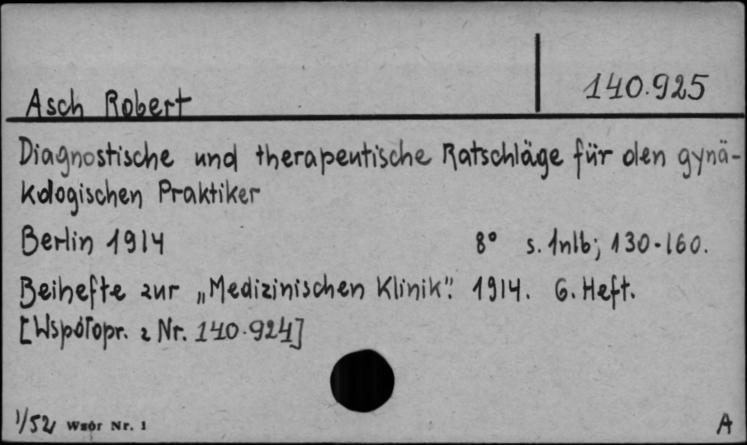 140.925
Asch Robert
Diagnostische und therapeutische Ratschläge für den gynä-
kologischen Praktiker
Berlin 1914 8° s. 1nlb; 130-160.
Beihefte zur „Medizinischen Klinik". 1914. 6. Heft.
[Współopr. z Nr. 140.924]
1/52 Wzór Nr. 1 A